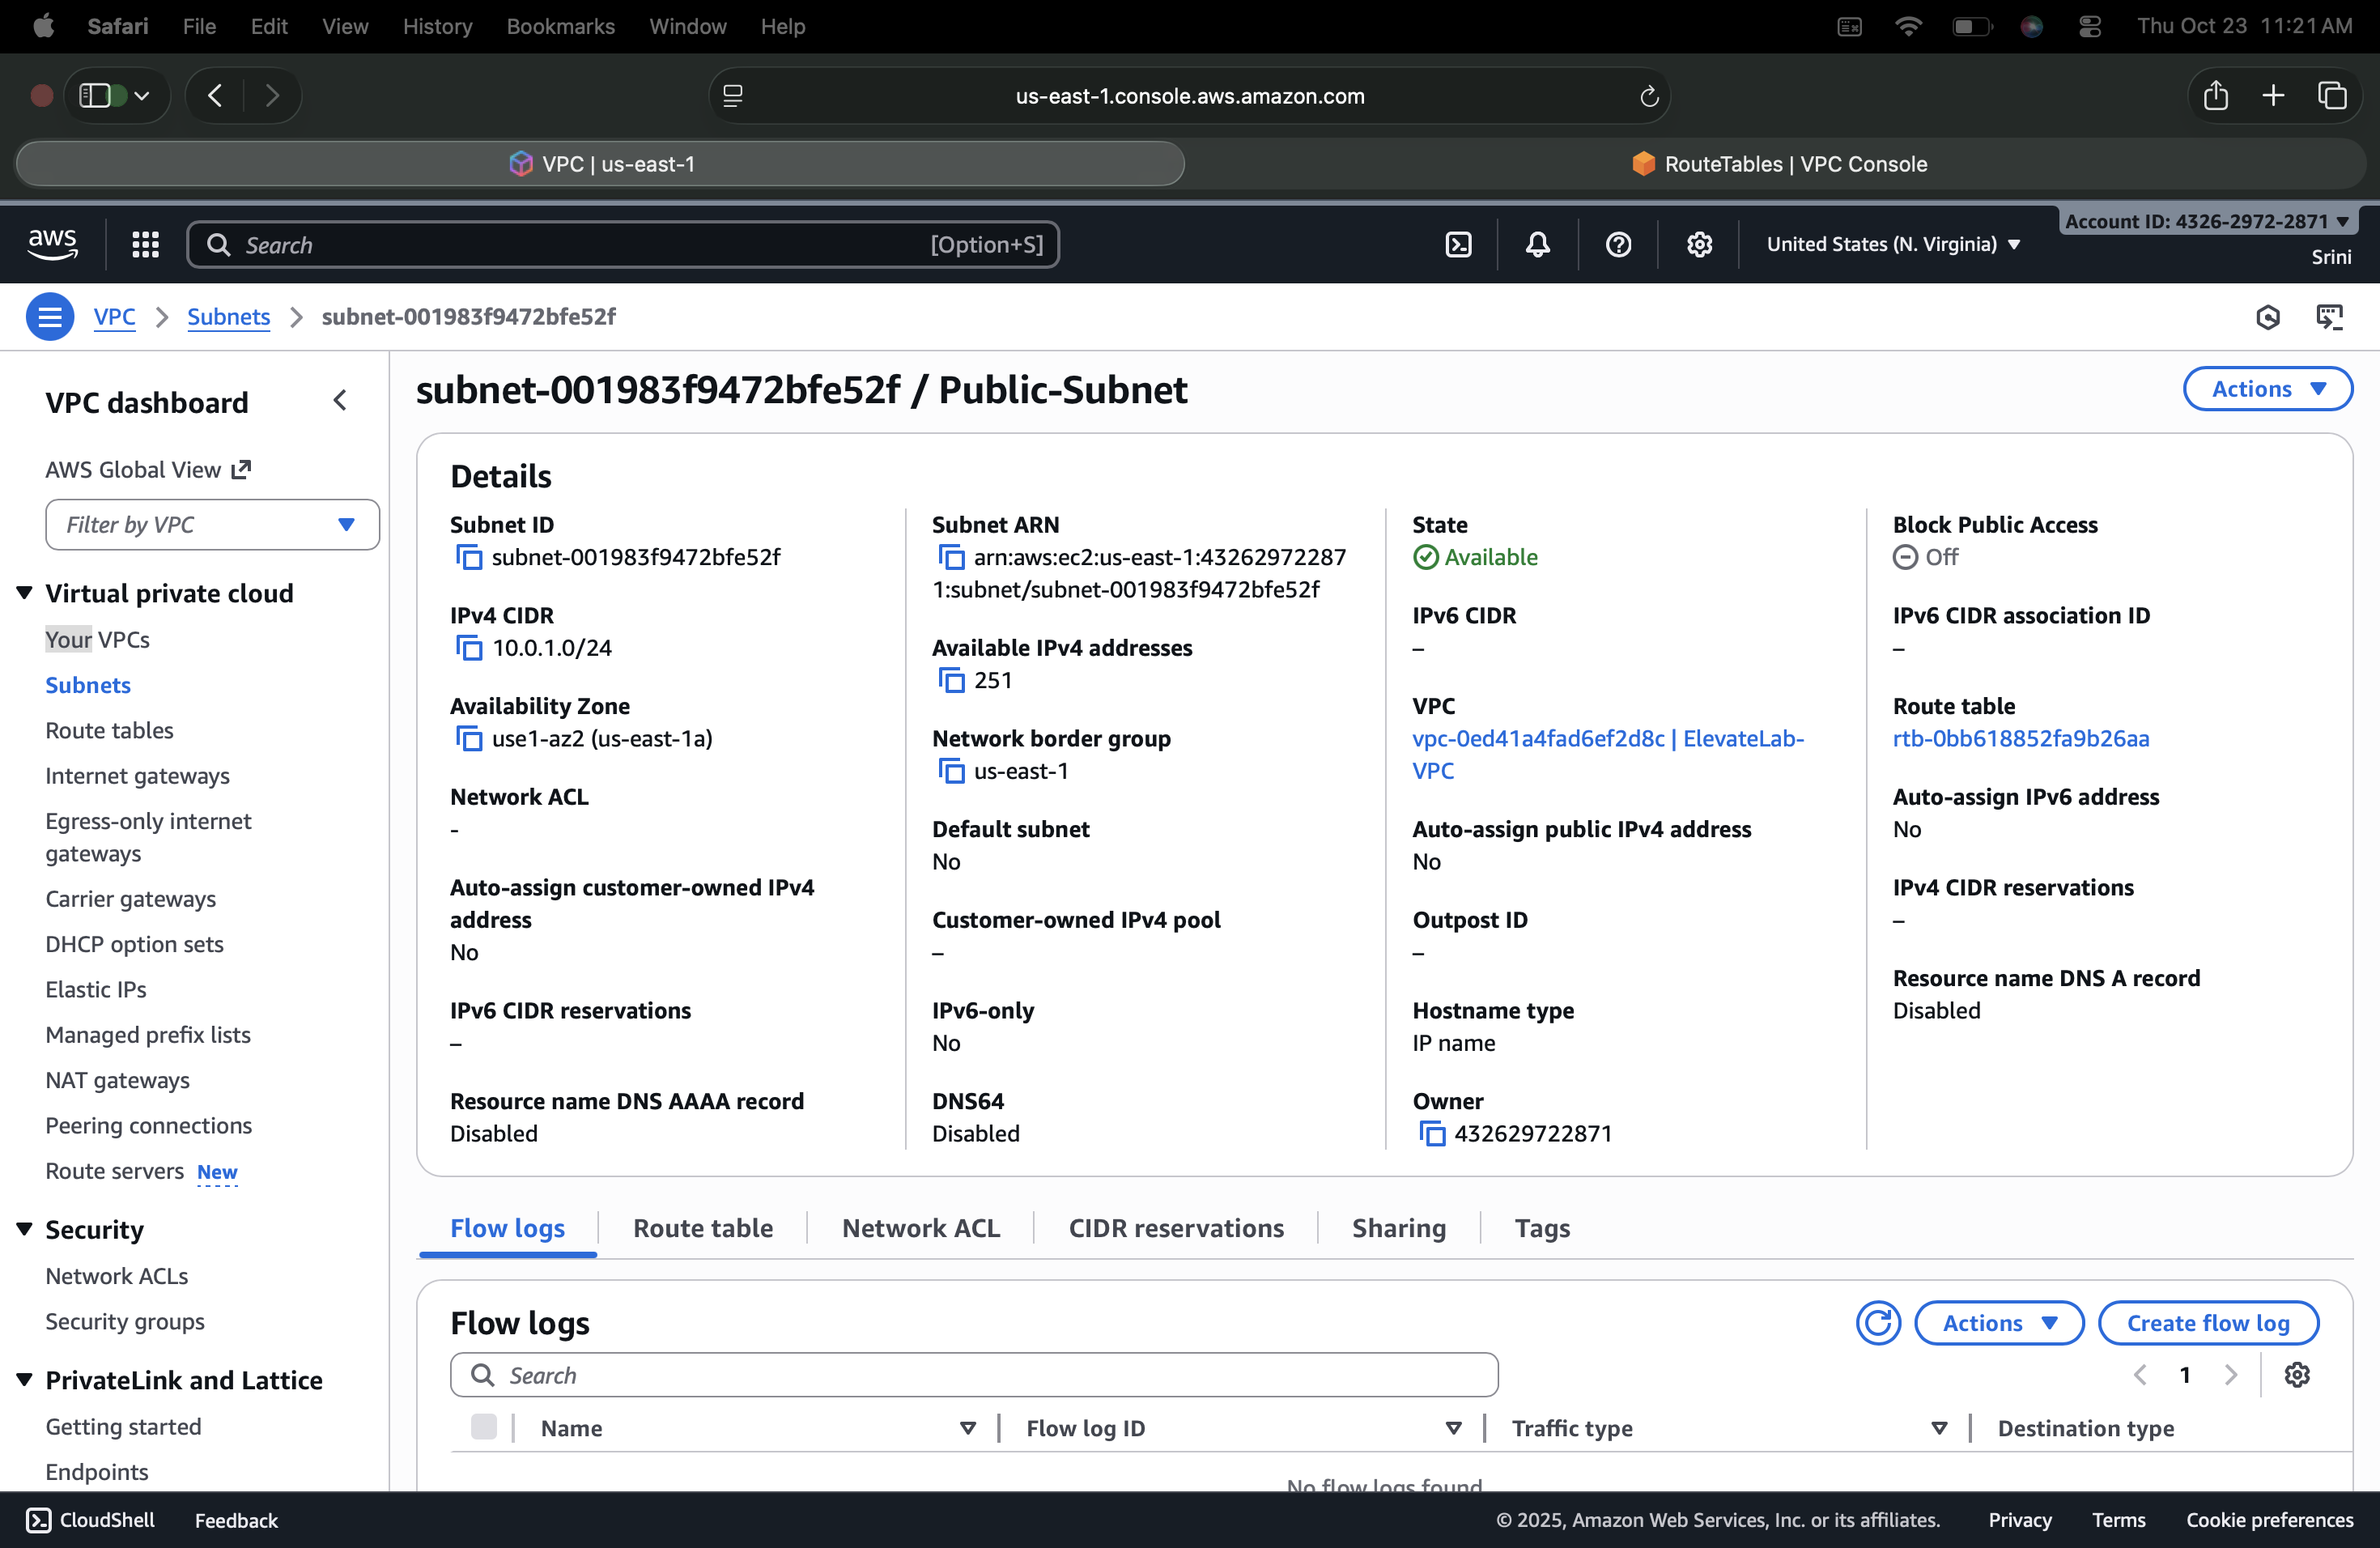 Safari File Edit View History Bookmarks Window Help Thu Oct 23 11:21 AM
us-east-1.console.aws.amazon.com
VPC | us-east-1
RouteTables | VPC Console
aws
Search [Option+S]
United States (N. Virginia)
Account ID: 4326-2972-2871
Srini
VPC Subnets subnet-001983f9472bfe52f
VPC dashboard
AWS Global View
Filter by VPC
Virtual private cloud
Your VPCs
Subnets
Route tables
Internet gateways
Egress-only internet
gateways
Carrier gateways
DHCP option sets
Elastic IPs
Managed prefix lists
NAT gateways
Peering connections
Route servers New
Security
Network ACLs
Security groups
PrivateLink and Lattice
Getting started
Endpoints
subnet-001983f9472bfe52f / Public-Subnet
Actions
Details
Subnet ID
subnet-001983f9472bfe52f
IPv4 CIDR
10.0.1.0/24
Availability Zone
use1-az2 (us-east-1a)
Network ACL
-
Auto-assign customer-owned IPv4
address
No
IPv6 CIDR reservations
–
Resource name DNS AAAA record
Disabled
Subnet ARN
arn:aws:ec2:us-east-1:43262972287
1:subnet/subnet-001983f9472bfe52f
Available IPv4 addresses
251
Network border group
us-east-1
Default subnet
No
Customer-owned IPv4 pool
–
IPv6-only
No
DNS64
Disabled
State
Available
IPv6 CIDR
–
VPC
vpc-0ed41a4fad6ef2d8c | ElevateLab-
VPC
Auto-assign public IPv4 address
No
Outpost ID
–
Hostname type
IP name
Owner
432629722871
Block Public Access
Off
IPv6 CIDR association ID
–
Route table
rtb-0bb618852fa9b26aa
Auto-assign IPv6 address
No
IPv4 CIDR reservations
–
Resource name DNS A record
Disabled
Flow logs Route table Network ACL CIDR reservations Sharing Tags
Flow logs
Actions
Create flow log
Search
1
Name Flow log ID Traffic type Destination type
No flow logs found
CloudShell Feedback © 2025, Amazon Web Services, Inc. or its affiliates. Privacy Terms Cookie preferences